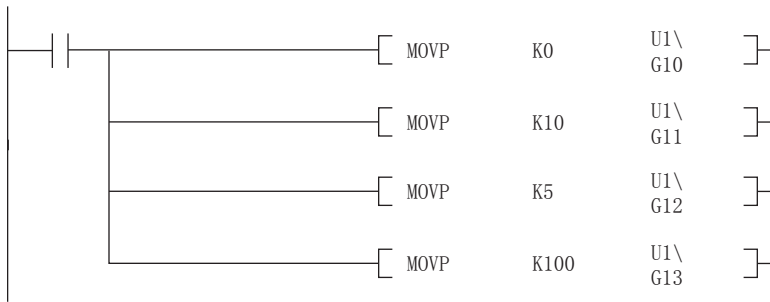 MOVP K0 U1\
G10
MOVP K10 U1\
G11
MOVP K5 U1\
G12
MOVP K100 U1\
G13